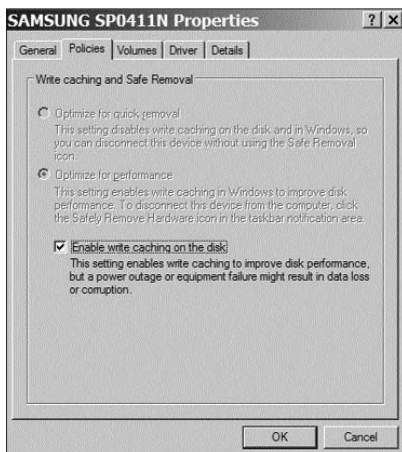 SAMSUNG SP0411N Properties
General Policies Volumes Driver Details
Write caching and Safe Removal
Optimize for quick removal
This setting disables write caching on the disk and in Windows, so
you can disconnect this device without using the Safe Removal
icon.
Optimize for performance
This setting enables write caching in Windows to improve disk
performance. To disconnect this device from the computer, click
the Safely Remove Hardware icon in the taskbar notification area.
Enable write caching on the disk
This setting enables write caching to improve disk performance,
but a power outage or equipment failure might result in data loss
or corruption.
OK Cancel